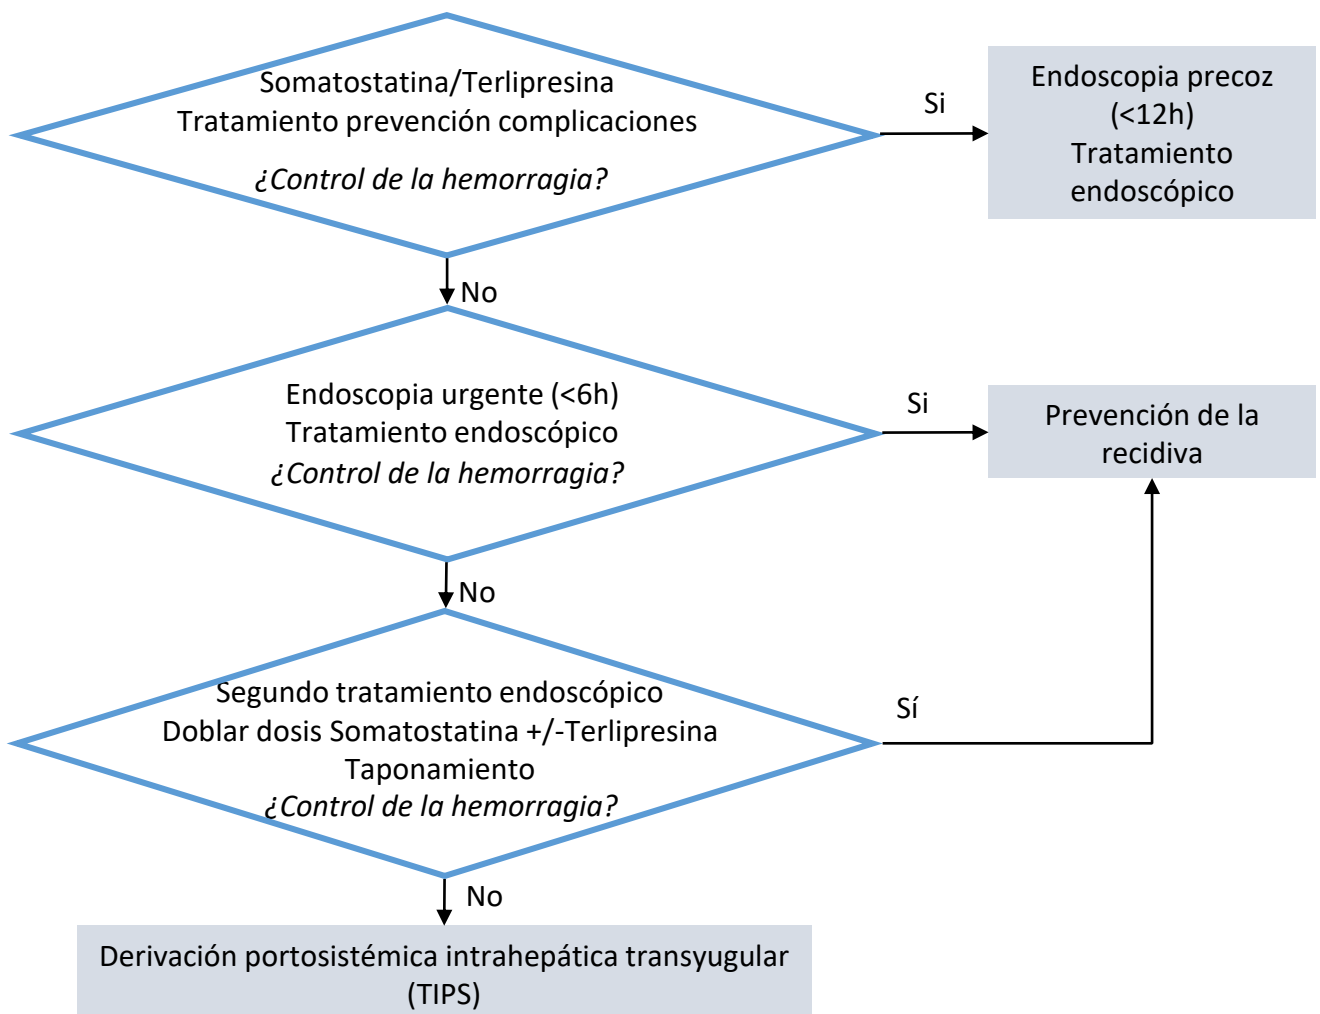 Somatostatina/Terlipresina
Tratamiento prevención complicaciones
¿Control de la hemorragia?
Si
Endoscopia precoz
(<12h)
Tratamiento
endoscópico
No
Endoscopia urgente (<6h)
Tratamiento endoscópico
¿Control de la hemorragia?
Si
Prevención de la
recidiva
No
Segundo tratamiento endoscópico
Doblar dosis Somatostatina +/-Terlipresina
Taponamiento
¿Control de la hemorragia?
Sí
No
Derivación portosistémica intrahepática transyugular
(TIPS)